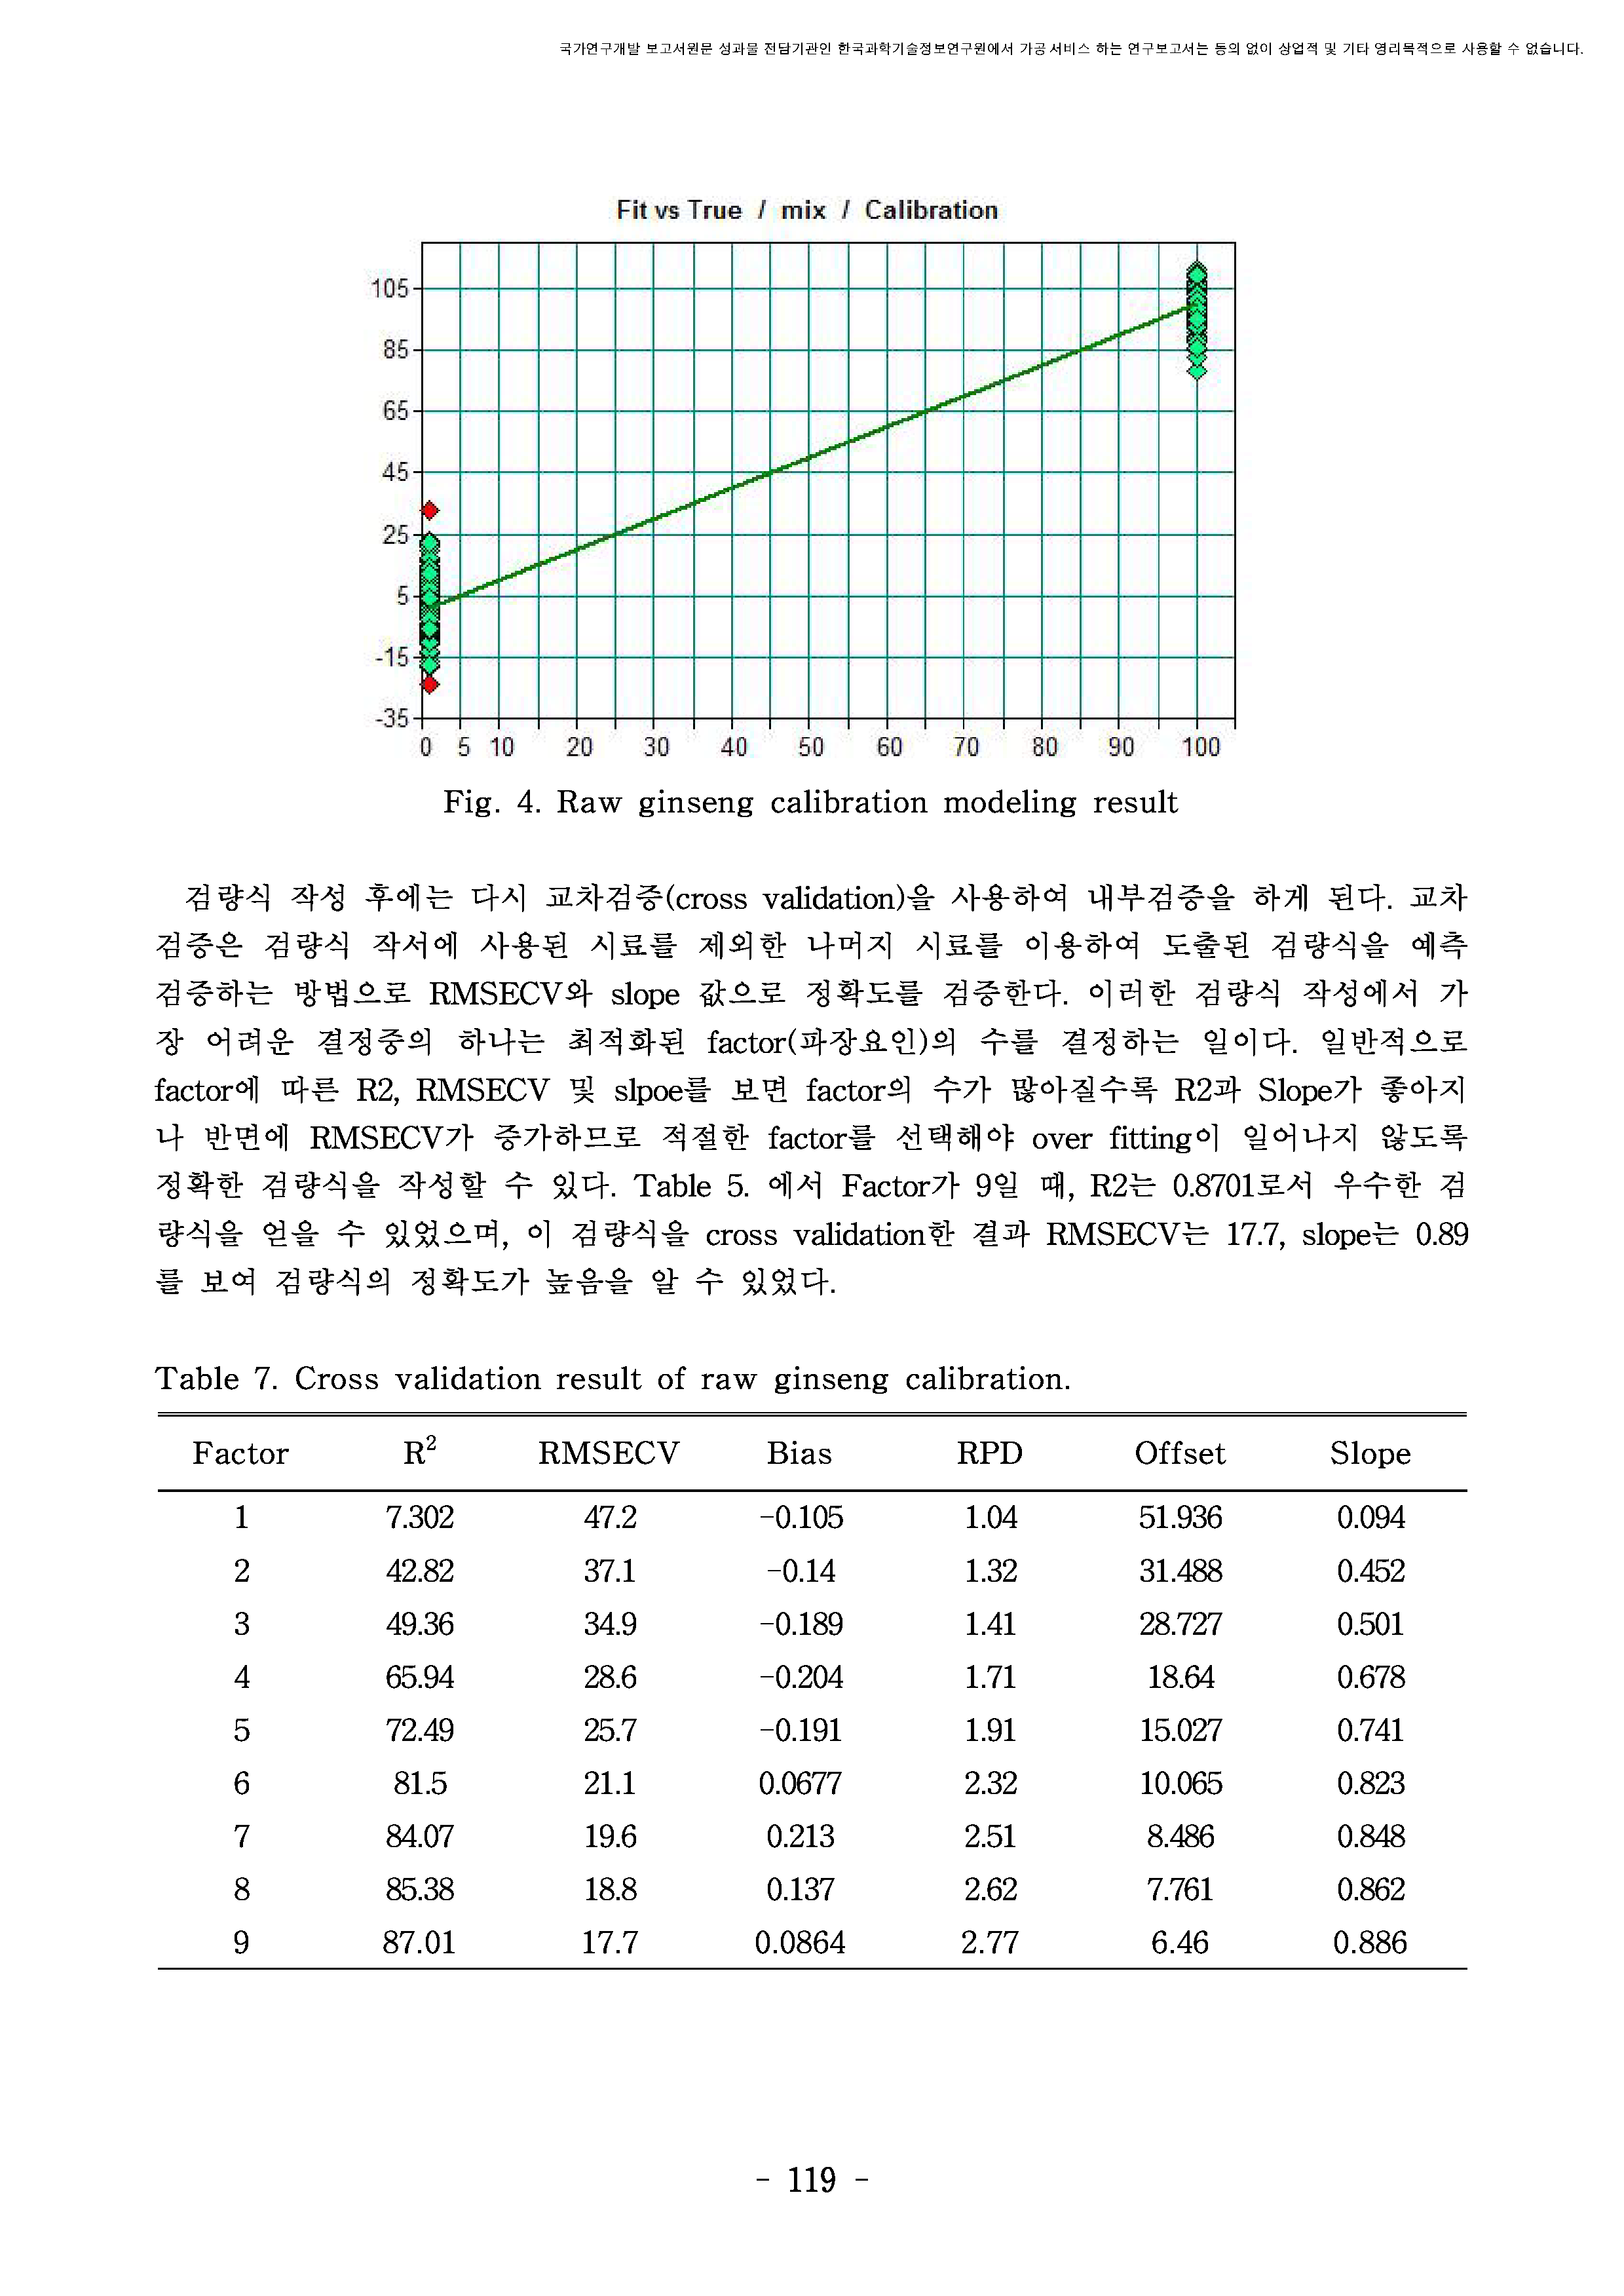 국가연구개발 보고서원문 성과물 전담기관인 한국과학기술정보연구원에서 가공·서비스 하는 연구보고서는 동의 없이 상업적 및 기타 영리목적으로 사용할 수 없습니다.
Fit vs True / mix / Calibration
105
85
65
45
25
5
-15
-35
0 5 10 20 30 40 50 60 70 80 90 100
Fig. 4. Raw ginseng calibration modeling result
검량식 작성 후에는 다시 교차검증(cross validation)을 사용하여 내부검증을 하게 된다. 교차
검증은 검량식 작서에 사용된 시료를 제외한 나머지 시료를 이용하여 도출된 검량식을 예측
검증하는 방법으로 RMSECV와 slope 값으로 정확도를 검증한다. 이러한 검량식 작성에서 가
장 어려운 결정중의 하나는 최적화된 factor(파장요인)의 수를 결정하는 일이다. 일반적으로
factor에 따른 R2, RMSECV 및 slpoe를 보면 factor의 수가 많아질수록 R2과 Slope가 좋아지
나 반면에 RMSECV가 증가하므로 적절한 factor를 선택해야 over fitting이 일어나지 않도록
정확한 검량식을 작성할 수 있다. Table 5. 에서 Factor가 9일 때, R2는 0.8701로서 우수한 검
량식을 얻을 수 있었으며, 이 검량식을 cross validation한 결과 RMSECV는 17.7, slope는 0.89
를 보여 검량식의 정확도가 높음을 알 수 있었다.
Table 7. Cross validation result of raw ginseng calibration.
Factor R² RMSECV Bias RPD Offset Slope
1 7.302 47.2 -0.105 1.04 51.936 0.094
2 42.82 37.1 -0.14 1.32 31.488 0.452
3 49.36 34.9 -0.189 1.41 28.727 0.501
4 65.94 28.6 -0.204 1.71 18.64 0.678
5 72.49 25.7 -0.191 1.91 15.027 0.741
6 81.5 21.1 0.0677 2.32 10.065 0.823
7 84.07 19.6 0.213 2.51 8.486 0.848
8 85.38 18.8 0.137 2.62 7.761 0.862
9 87.01 17.7 0.0864 2.77 6.46 0.886
- 119 -